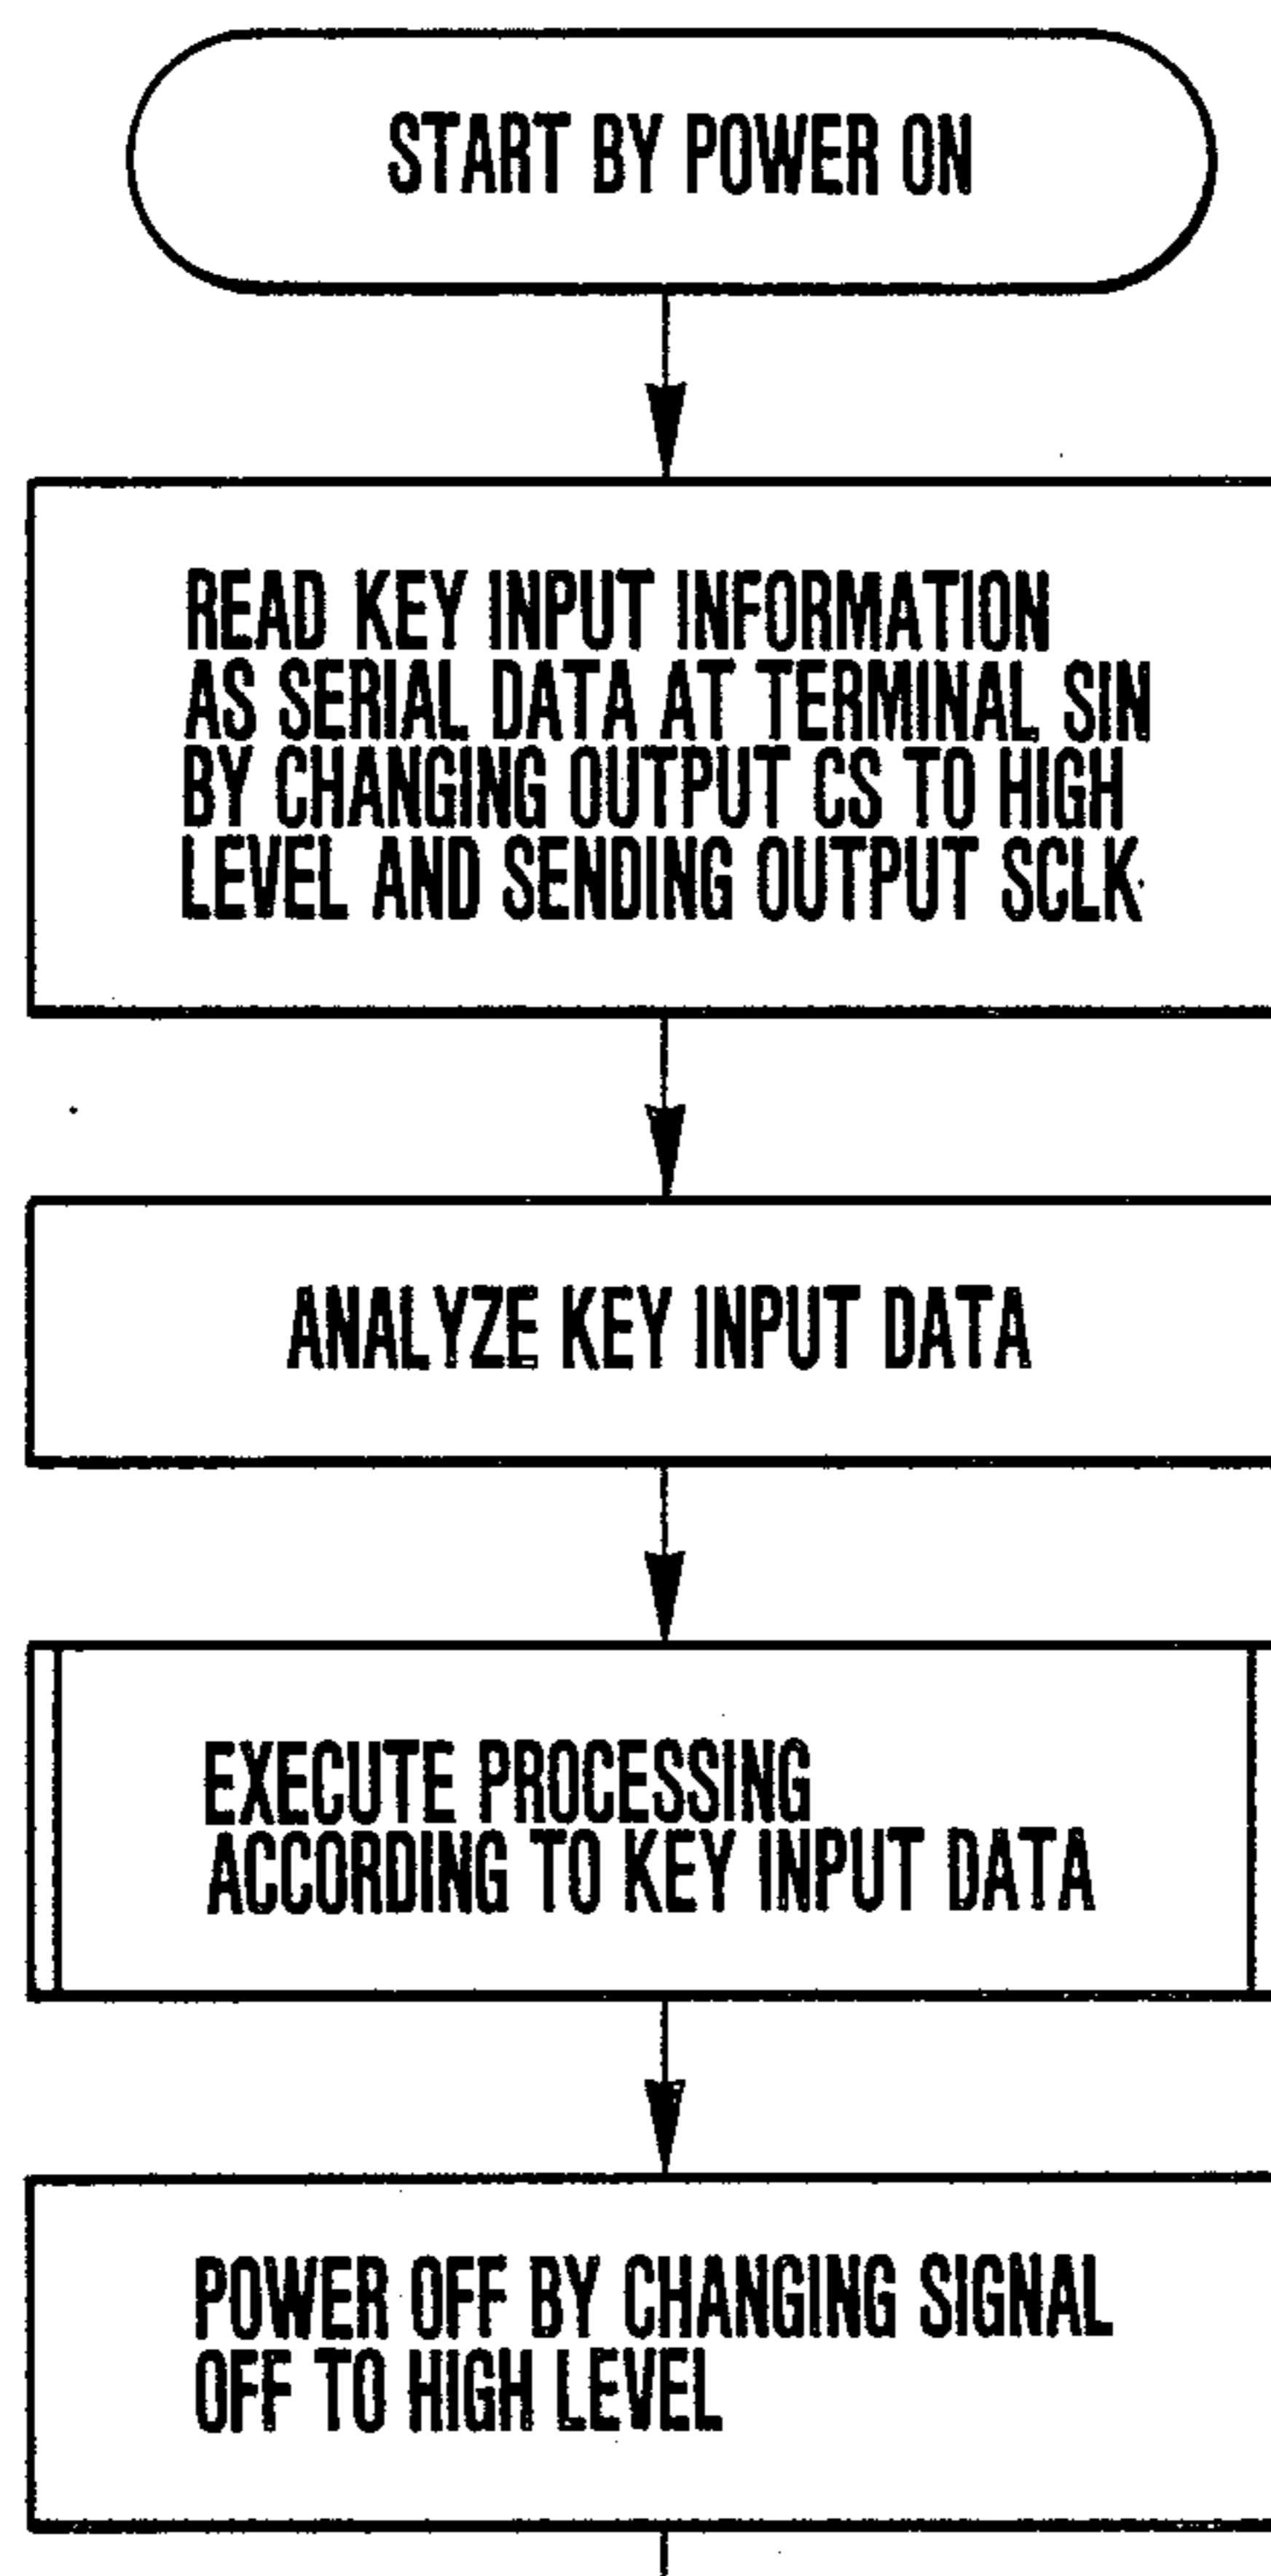 START BY POWER ON
READ KEY INPUT INFORMATION
AS SERIAL DATA AT TERMINAL SIN
BY CHANGING OUTPUT CS TO HIGH
LEVEL AND SENDING OUTPUT SCLK
ANALYZE KEY INPUT DATA
EXECUTE PROCESSING
ACCORDING TO KEY INPUT DATA
POWER OFF BY CHANGING SIGNAL
OFF TO HIGH LEVEL